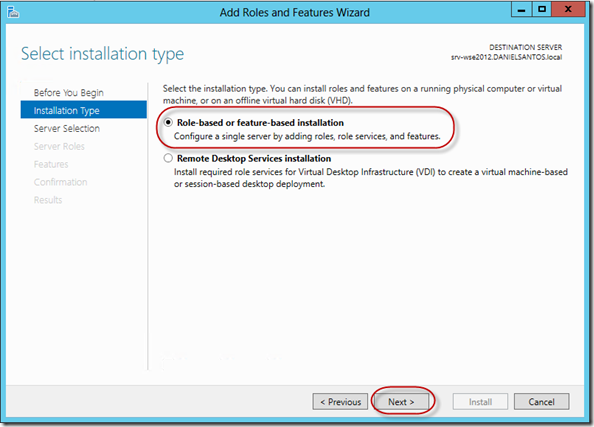 Add Roles and Features Wizard
Select installation type
DESTINATION SERVER
srv-wse2012.DANIELSANTOS.local
Before You Begin
Installation Type
Server Selection
Server Roles
Features
Confirmation
Results
Select the installation type. You can install roles and features on a running physical computer or virtual
machine, or on an offline virtual hard disk (VHD).
Role-based or feature-based installation
Configure a single server by adding roles, role services, and features.
Remote Desktop Services installation
Install required role services for Virtual Desktop Infrastructure (VDI) to create a virtual machine-based
or session-based desktop deployment.
< Previous
Next >
Install
Cancel